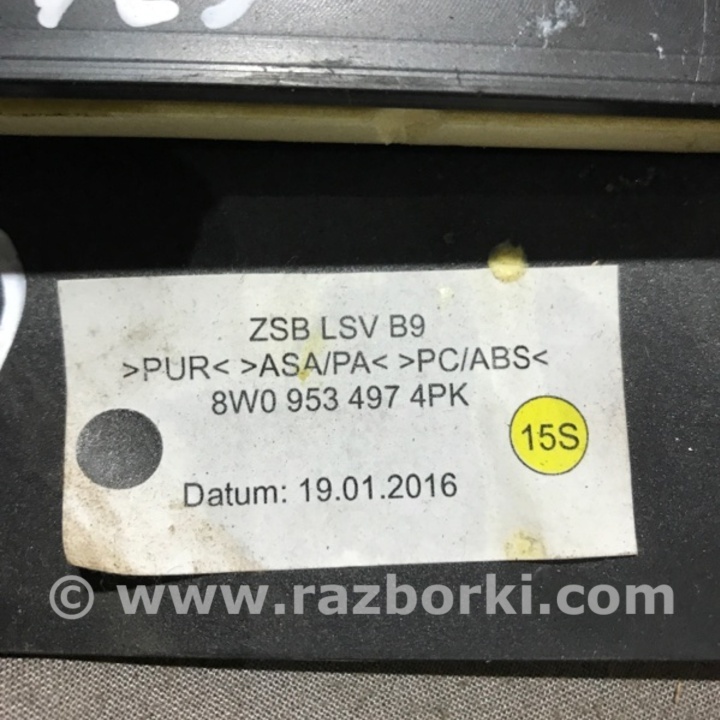 ZSB LSV B9
>PUR< >ASA/PA< >PC/ABS<
8W0 953 497 4PK
15S
Datum: 19.01.2016
© www.razborki.com